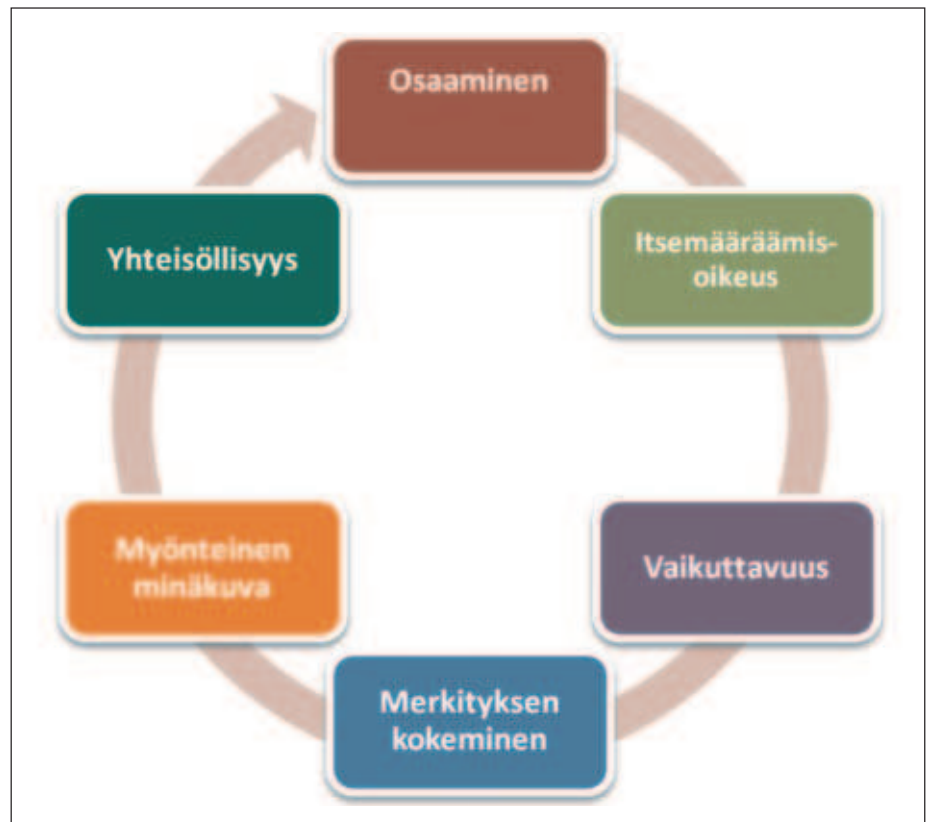 Osaaminen
Itsemääräämis-
oikeus
Vaikuttavuus
Merkityksen
kokeminen
Myönteinen
minäkuva
Yhteisöllisyys